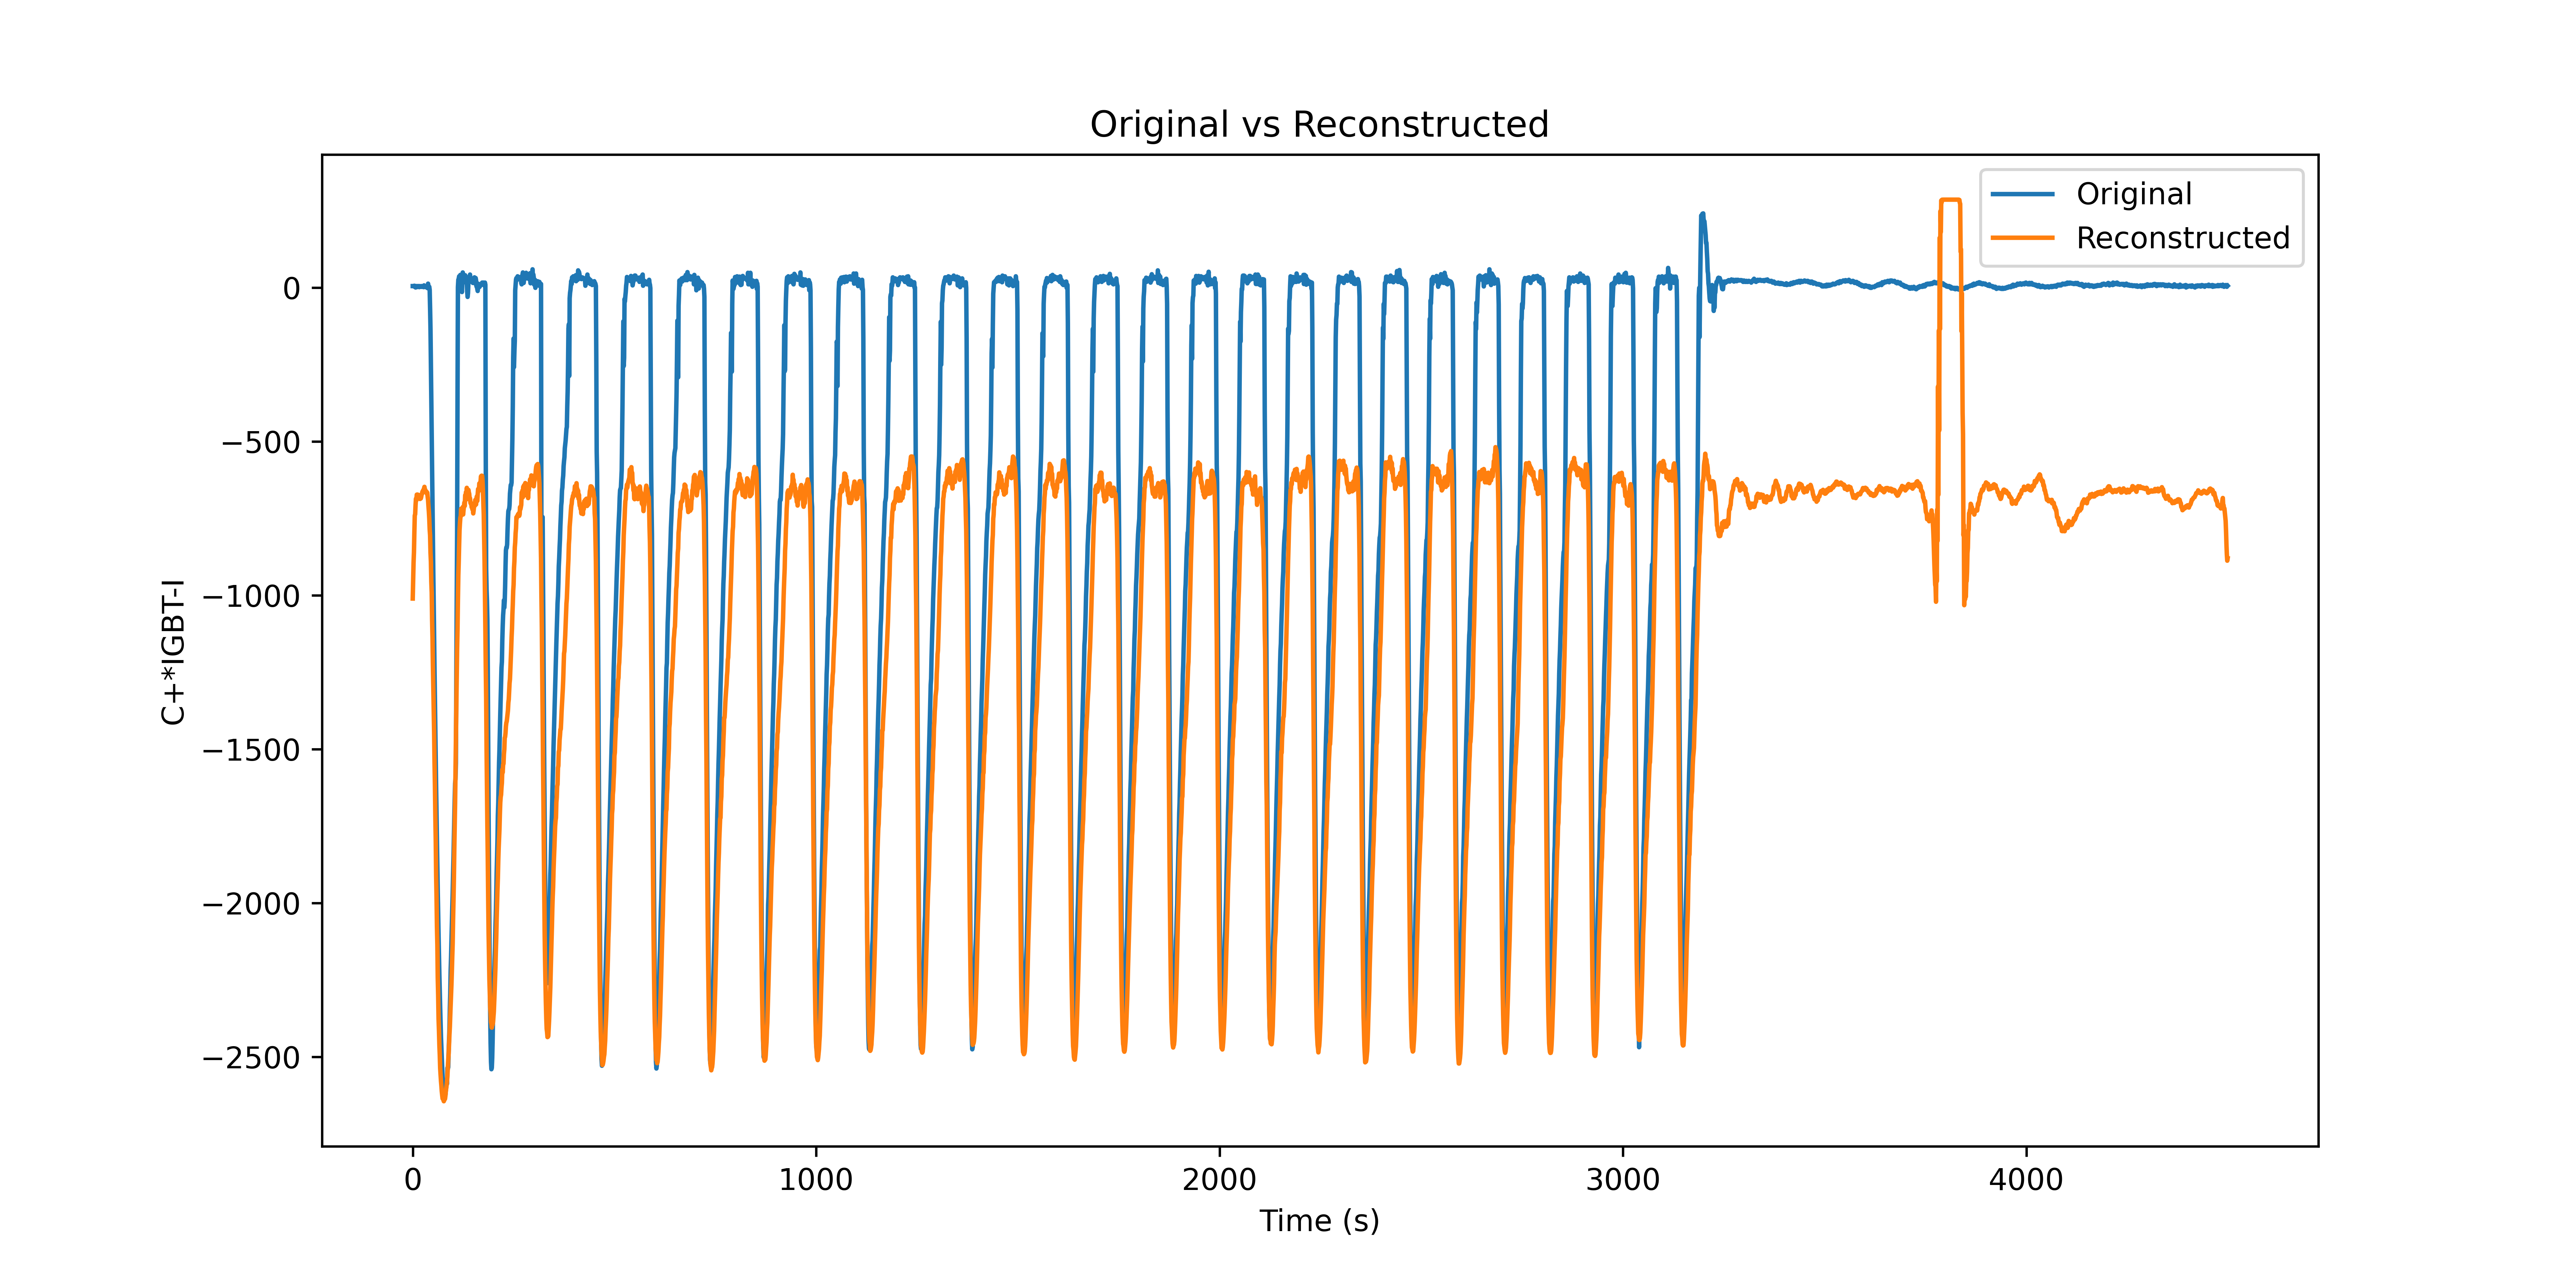 Original vs Reconstructed
Original
Reconstructed
C+*IGBT-I
0
−500
−1000
−1500
−2000
−2500
0
1000
2000
3000
4000
Time (s)